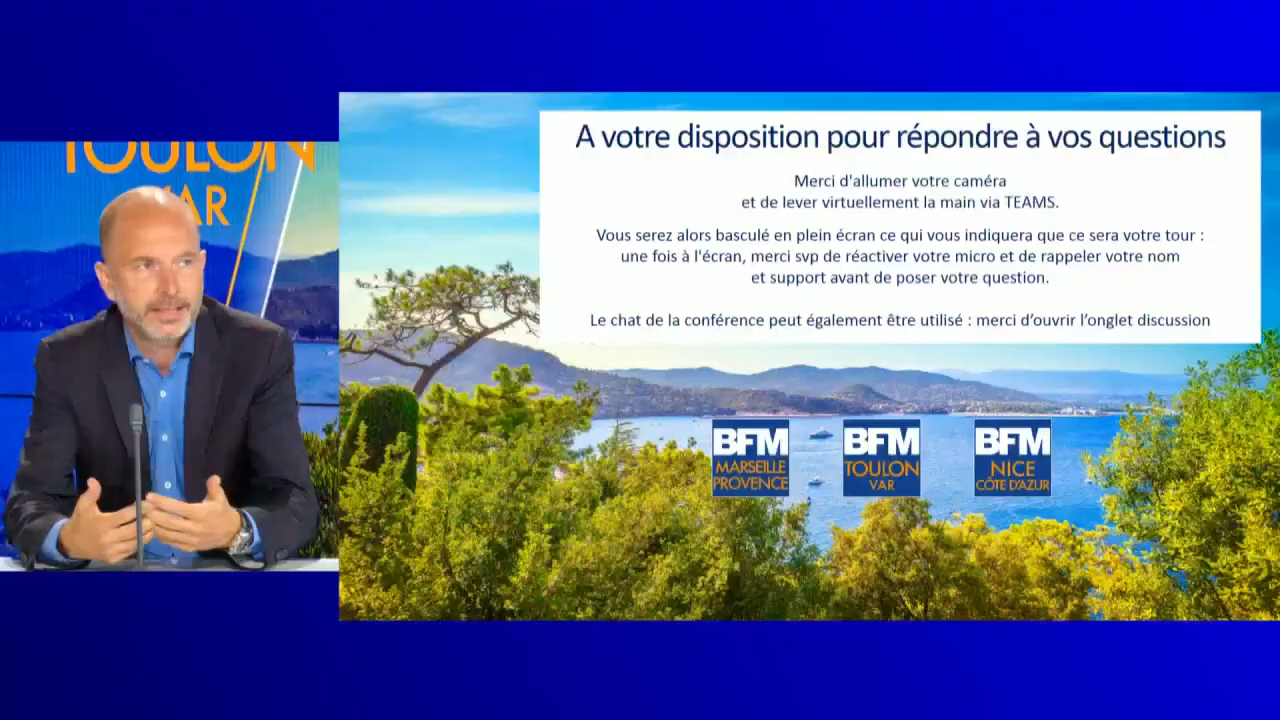 TOULON
VAR
A votre disposition pour répondre à vos questions
Merci d'allumer votre caméra
et de lever virtuellement la main via TEAMS.
Vous serez alors basculé en plein écran ce qui vous indiquera que ce sera votre tour :
une fois à l'écran, merci svp de réactiver votre micro et de rappeler votre nom
et support avant de poser votre question.
Le chat de la conférence peut également être utilisé : merci d’ouvrir l’onglet discussion
BFM
MARSEILLE
PROVENCE
BFM
TOULON
VAR
BFM
NICE
CÔTE D'AZUR